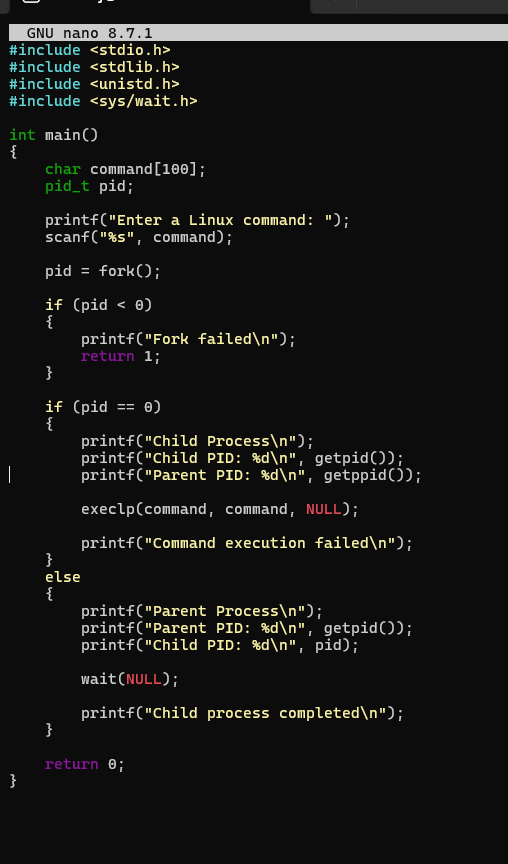 GNU nano 8.7.1
#include <stdio.h>
#include <stdlib.h>
#include <unistd.h>
#include <sys/wait.h>
int main()
{
char command[100];
pid_t pid;
printf("Enter a Linux command: ");
scanf("%s", command);
pid = fork();
if (pid < 0)
{
printf("Fork failed\n");
return 1;
}
if (pid == 0)
{
printf("Child Process\n");
printf("Child PID: %d\n", getpid());
printf("Parent PID: %d\n", getppid());
execlp(command, command, NULL);
printf("Command execution failed\n");
}
else
{
printf("Parent Process\n");
printf("Parent PID: %d\n", getpid());
printf("Child PID: %d\n", pid);
wait(NULL);
printf("Child process completed\n");
}
return 0;
}